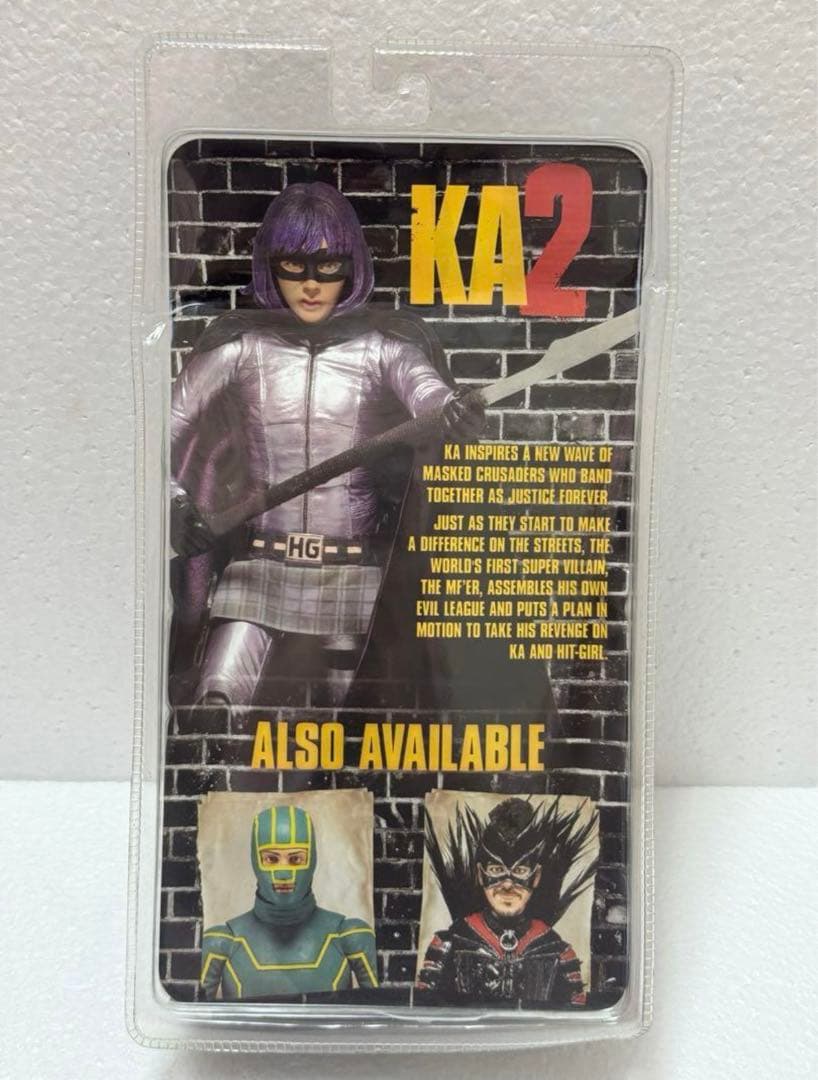 KA2
KA INSPIRES A NEW WAVE OF
MASKED CRUSADERS WHO BAND
TOGETHER AS JUSTICE FOREVER.
JUST AS THEY START TO MAKE
A DIFFERENCE ON THE STREETS, THE
WORLD'S FIRST SUPER VILLAIN,
THE MF'ER, ASSEMBLES HIS OWN
EVIL LEAGUE AND PUTS A PLAN IN
MOTION TO TAKE HIS REVENGE ON
KA AND HIT-GIRL.
HG
ALSO AVAILABLE